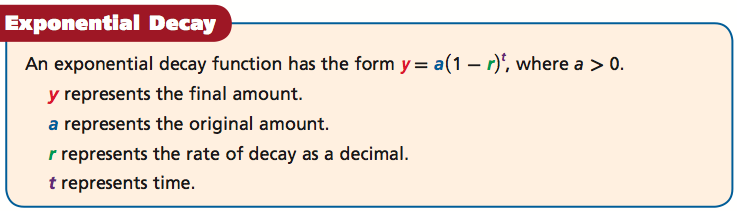 Exponential Decay
An exponential decay function has the form y = a(1 – r)ᵗ, where a > 0.
y represents the final amount.
a represents the original amount.
r represents the rate of decay as a decimal.
t represents time.